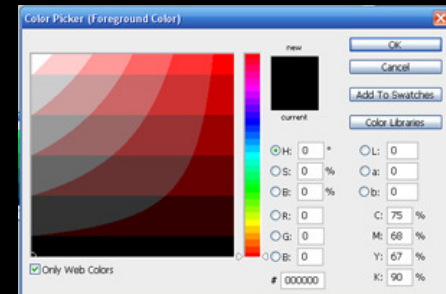 Color Picker (Foreground Color)
new
current
OK
Cancel
Add To Swatches
Color Libraries
H: 0 °
S: 0 %
B: 0 %
R: 0
G: 0
B: 0
# 000000
L: 0
a: 0
b: 0
C: 75 %
M: 68 %
Y: 67 %
K: 90 %
Only Web Colors